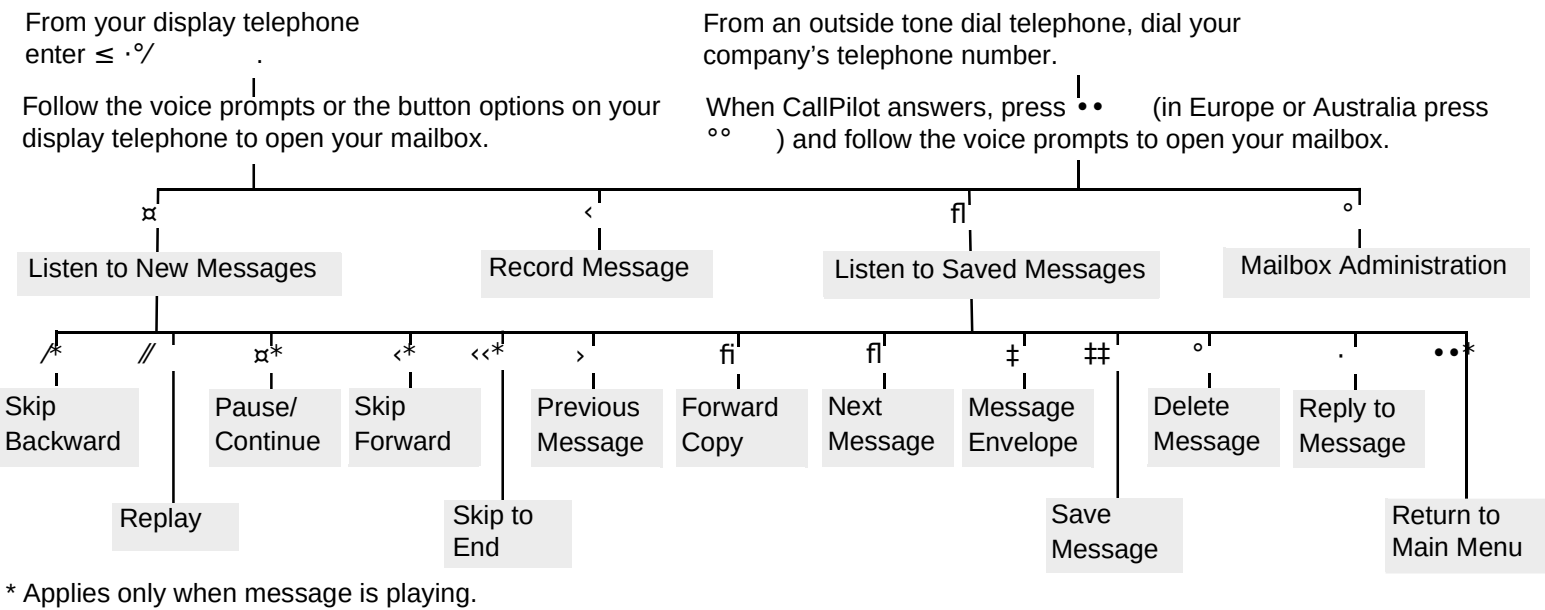 From your display telephone
enter ≤ ·°⁄ .
From an outside tone dial telephone, dial your
company's telephone number.
Follow the voice prompts or the button options on your
display telephone to open your mailbox.
When CallPilot answers, press •• (in Europe or Australia press
°° ) and follow the voice prompts to open your mailbox.
¤ ‹ ﬂ °
Listen to New Messages
Record Message
Listen to Saved Messages
Mailbox Administration
⁄* ⁄⁄ ¤* ‹* ‹‹* › ﬁ ﬂ ‡ ‡‡ ° · ••*
Skip
Backward
Pause/
Continue
Skip
Forward
Previous
Message
Forward
Copy
Next
Message
Message
Envelope
Delete
Message
Reply to
Message
Replay
Skip to
End
Save
Message
Return to
Main Menu
* Applies only when message is playing.